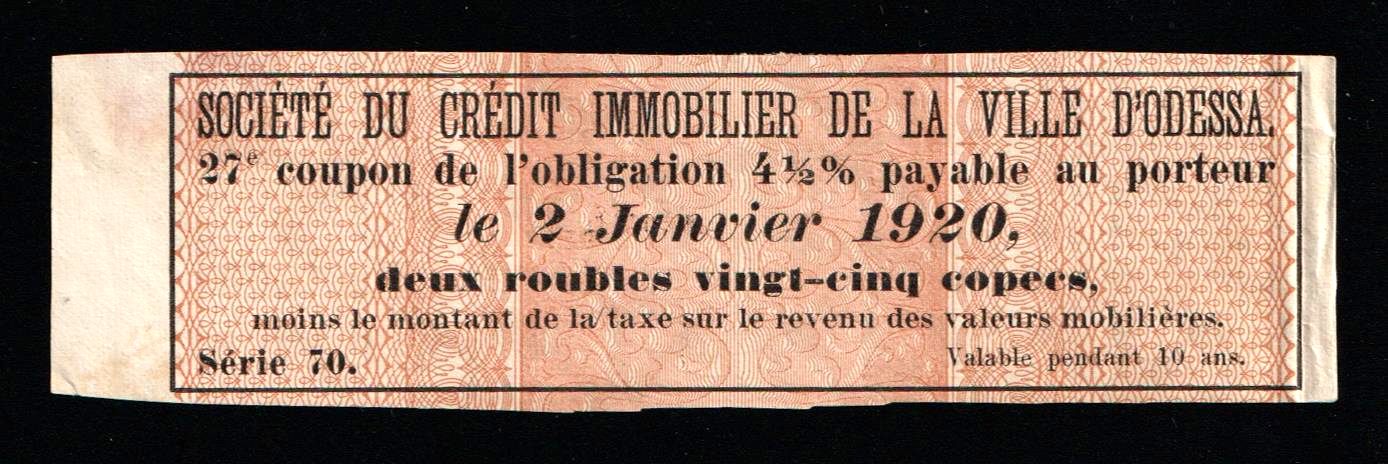 SOCIÉTÉ DU CRÉDIT IMMOBILIER DE LA VILLE D'ODESSA.
27e coupon de l'obligation 4½% payable au porteur
le 2 Janvier 1920,
deux roubles vingt-cinq copecs,
moins le montant de la taxe sur le revenu des valeurs mobilières.
Série 70.
Valable pendant 10 ans.